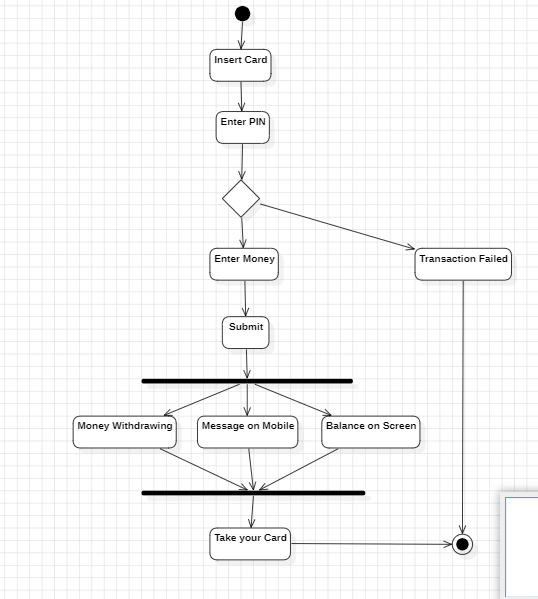 Insert Card
Enter PIN
Enter Money
Transaction Failed
Submit
Money Withdrawing
Message on Mobile
Balance on Screen
Take your Card